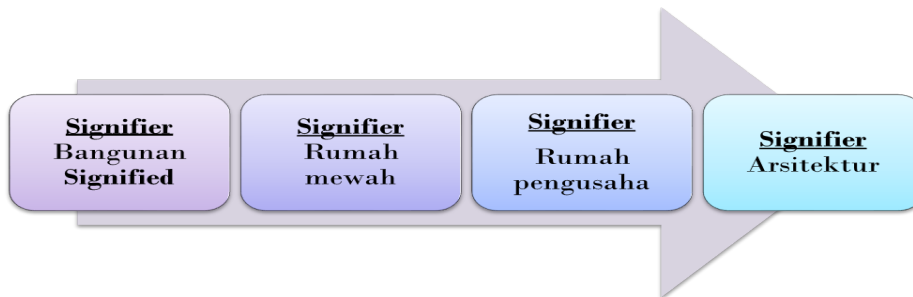 Signifier
Bangunan
Signified
Signifier
Rumah
mewah
Signifier
Rumah
pengusaha
Signifier
Arsitektur